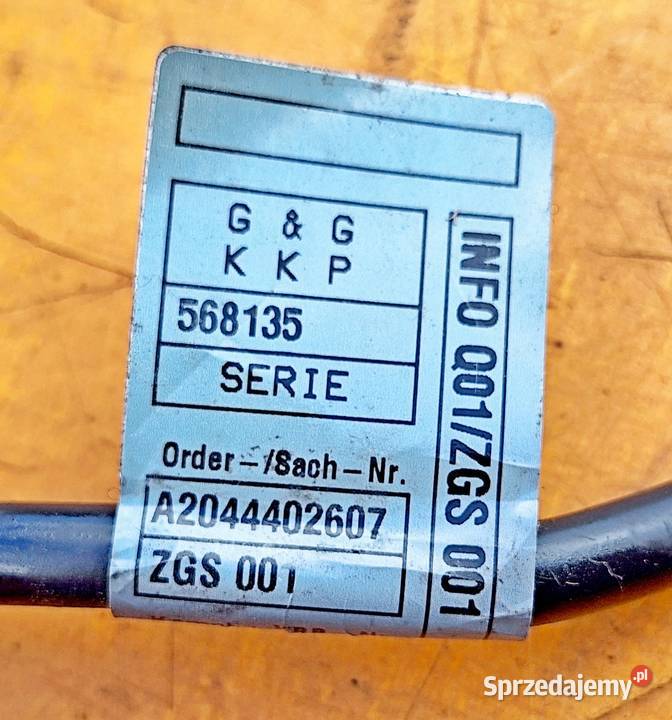 G & G
K K P
568135
SERIE
Order-/Sach-Nr.
A2044402607
ZGS 001
INFO Q01/ZGS 001
Sprzedajemy.pl